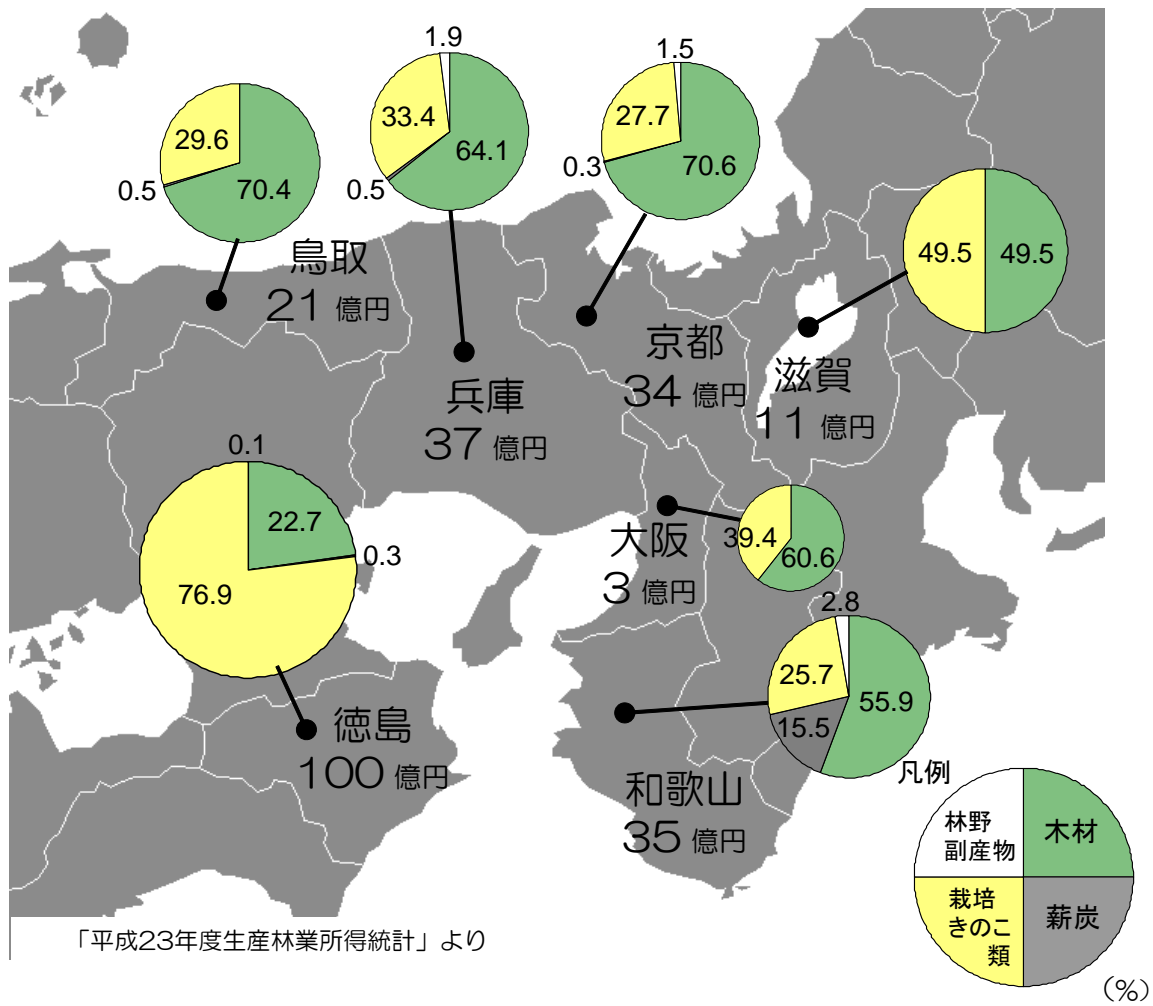 1.9
33.4
64.1
0.5
1.5
27.7
70.6
0.3
29.6
70.4
0.5
49.5
49.5
鳥取
21 億円
兵庫
37 億円
京都
34 億円
滋賀
11 億円
0.1
22.7
0.3
76.9
徳島
100 億円
大阪
3 億円
39.4
60.6
2.8
25.7
55.9
15.5
和歌山
35 億円
凡例
林野
副産物
木材
栽培
きのこ
類
薪炭
(%)
「平成23年度生産林業所得統計」より